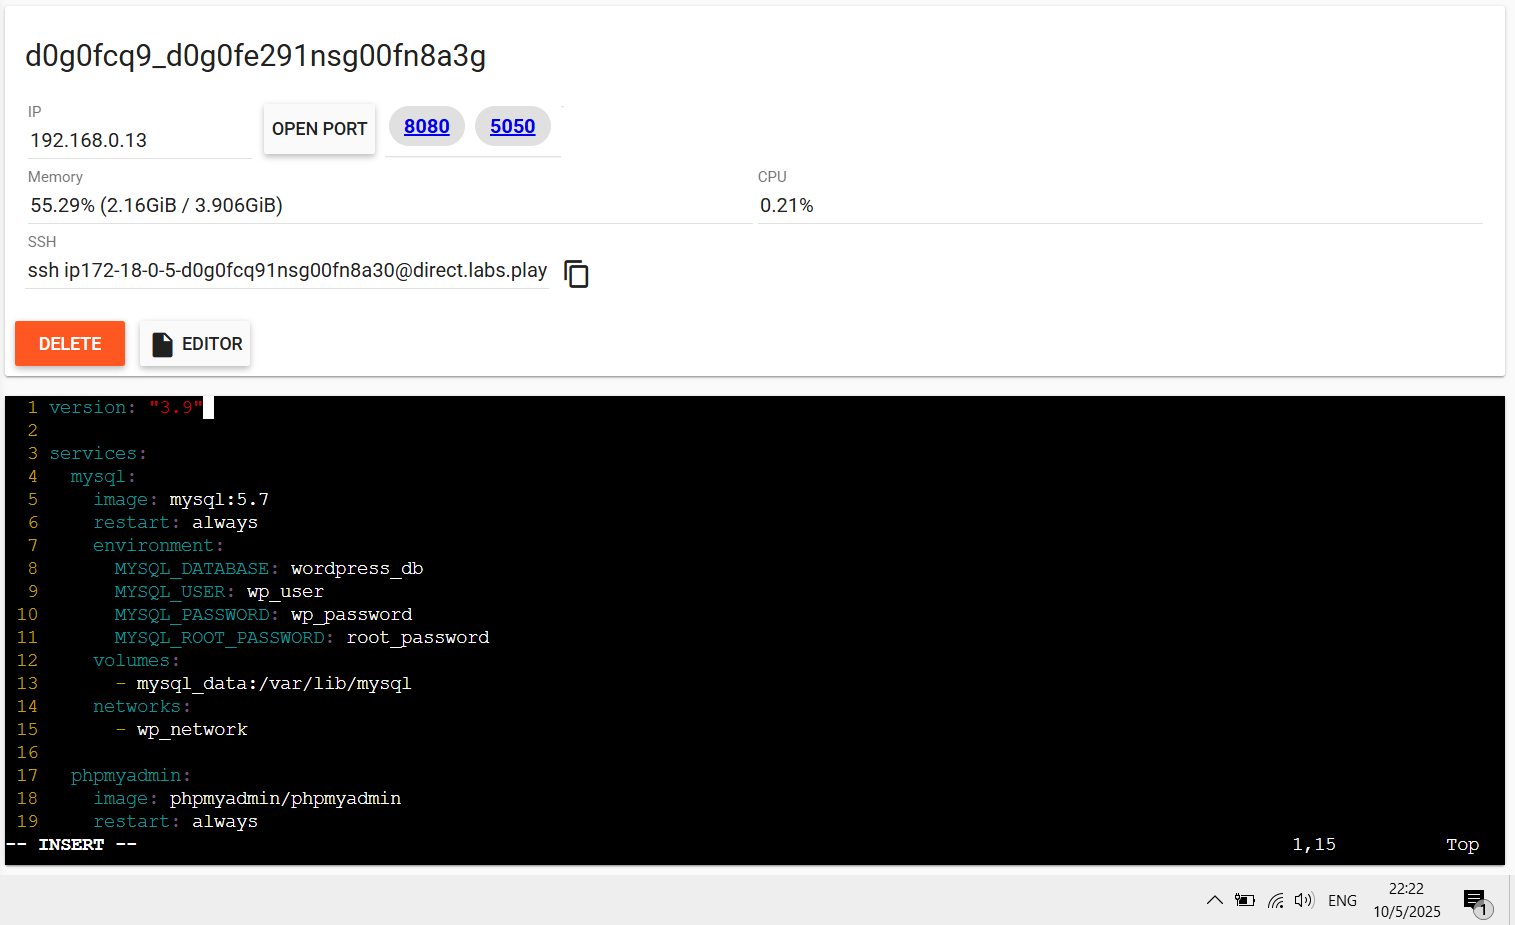 d0g0fcq9_d0g0fe291nsg00fn8a3g
IP
192.168.0.13
OPEN PORT
8080
5050
Memory
55.29% (2.16GiB / 3.906GiB)
CPU
0.21%
SSH
ssh ip172-18-0-5-d0g0fcq91nsg00fn8a30@direct.labs.play
DELETE
EDITOR
1 version: "3.9"
2
3 services:
4   mysql:
5     image: mysql:5.7
6     restart: always
7     environment:
8       MYSQL_DATABASE: wordpress_db
9       MYSQL_USER: wp_user
10       MYSQL_PASSWORD: wp_password
11       MYSQL_ROOT_PASSWORD: root_password
12     volumes:
13       - mysql_data:/var/lib/mysql
14     networks:
15       - wp_network
16
17   phpmyadmin:
18     image: phpmyadmin/phpmyadmin
19     restart: always
-- INSERT -- 1,15 Top
ENG
22:22
10/5/2025
1